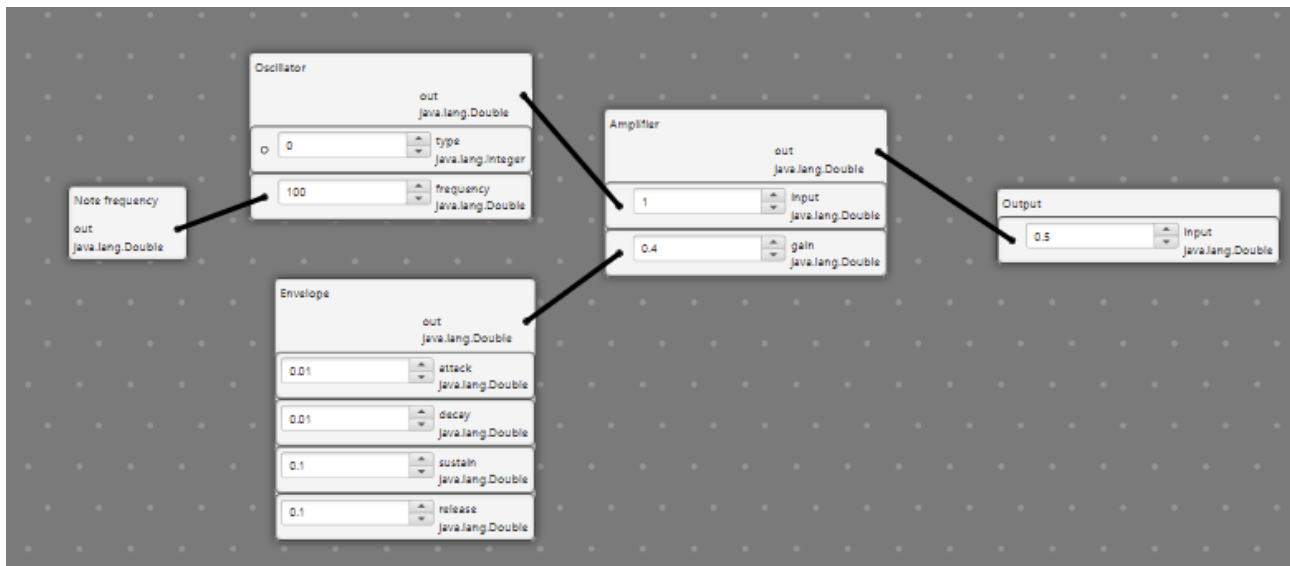 Note frequency
out
java.lang.Double
Oscillator
out
java.lang.Double
0
type
java.lang.Integer
100
frequency
java.lang.Double
Envelope
out
java.lang.Double
0.01
attack
java.lang.Double
0.01
decay
java.lang.Double
0.1
sustain
java.lang.Double
0.1
release
java.lang.Double
Amplifier
out
java.lang.Double
1
input
java.lang.Double
0.4
gain
java.lang.Double
Output
0.5
input
java.lang.Double